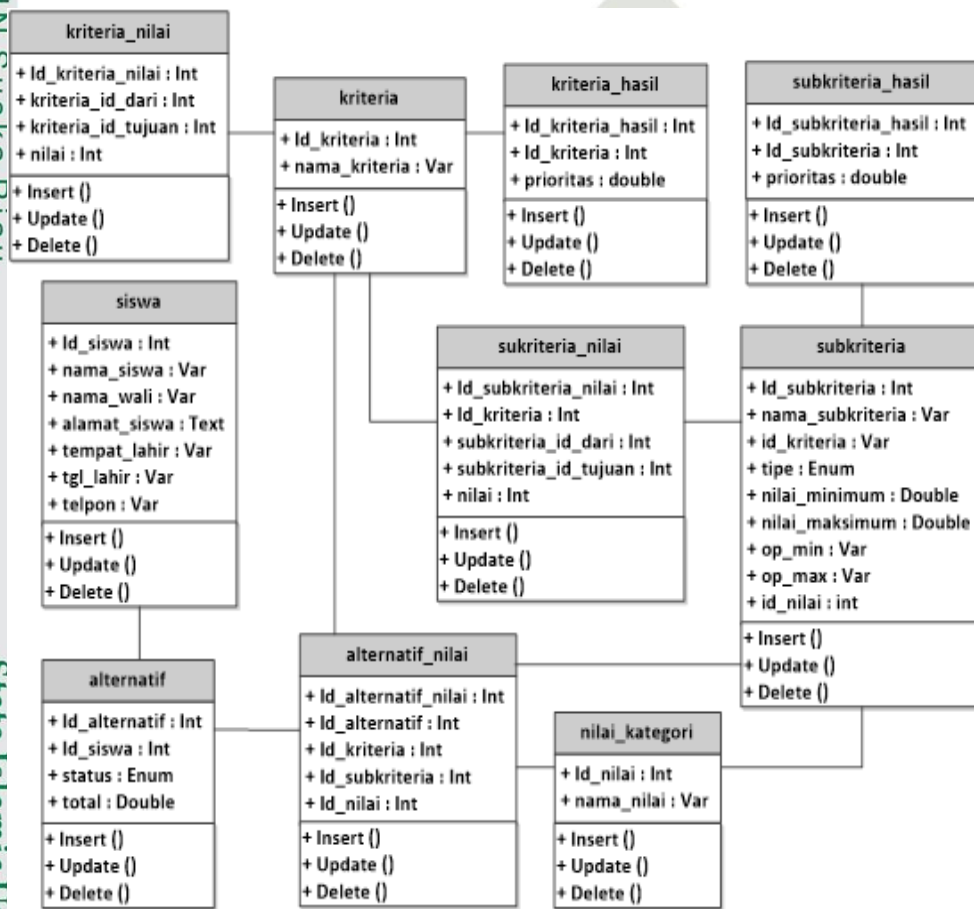 kriteria_nilai
+ Id_kriteria_nilai : Int
+ kriteria_id_dari : Int
+ kriteria_id_tujuan : Int
+ nilai : Int
+ Insert ()
+ Update ()
+ Delete ()
kriteria
+ Id_kriteria : Int
+ nama_kriteria : Var
+ Insert ()
+ Update ()
+ Delete ()
kriteria_hasil
+ Id_kriteria_hasil : Int
+ Id_kriteria : Int
+ prioritas : double
+ Insert ()
+ Update ()
+ Delete ()
subkriteria_hasil
+ Id_subkriteria_hasil : Int
+ Id_subkriteria : Int
+ prioritas : double
+ Insert ()
+ Update ()
+ Delete ()
siswa
+ Id_siswa : Int
+ nama_siswa : Var
+ nama_wali : Var
+ alamat_siswa : Text
+ tempat_lahir : Var
+ tgl_lahir : Var
+ telpon : Var
+ Insert ()
+ Update ()
+ Delete ()
sukriteria_nilai
+ Id_subkriteria_nilai : Int
+ Id_kriteria : Int
+ subkriteria_id_dari : Int
+ subkriteria_id_tujuan : Int
+ nilai : Int
+ Insert ()
+ Update ()
+ Delete ()
subkriteria
+ Id_subkriteria : Int
+ nama_subkriteria : Var
+ id_kriteria : Var
+ tipe : Enum
+ nilai_minimum : Double
+ nilai_maksimum : Double
+ op_min : Var
+ op_max : Var
+ id_nilai : int
+ Insert ()
+ Update ()
+ Delete ()
alternatif
+ Id_alternatif : Int
+ Id_siswa : Int
+ status : Enum
+ total : Double
+ Insert ()
+ Update ()
+ Delete ()
alternatif_nilai
+ Id_alternatif_nilai : Int
+ Id_alternatif : Int
+ Id_kriteria : Int
+ Id_subkriteria : Int
+ Id_nilai : Int
+ Insert ()
+ Update ()
+ Delete ()
nilai_kategori
+ Id_nilai : Int
+ nama_nilai : Var
+ Insert ()
+ Update ()
+ Delete ()